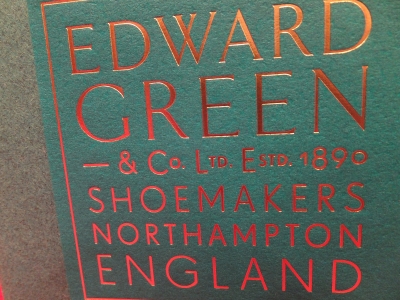 EDWARD
GREEN
— & Co. LTD. ESTD. 1890
SHOEMAKERS
NORTHAMPTON
ENGLAND